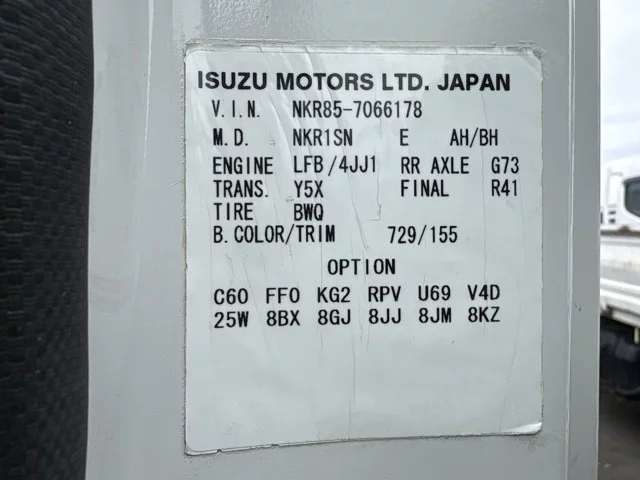 ISUZU MOTORS LTD. JAPAN
V.I.N. NKR85-7066178
M.D. NKR1SN E AH/BH
ENGINE LFB/4JJ1 RR AXLE G73
TRANS. Y5X FINAL R41
TIRE BWQ
B.COLOR/TRIM 729/155
OPTION
C60 FF0 KG2 RPV U69 V4D
25W 8BX 8GJ 8JJ 8JM 8KZ